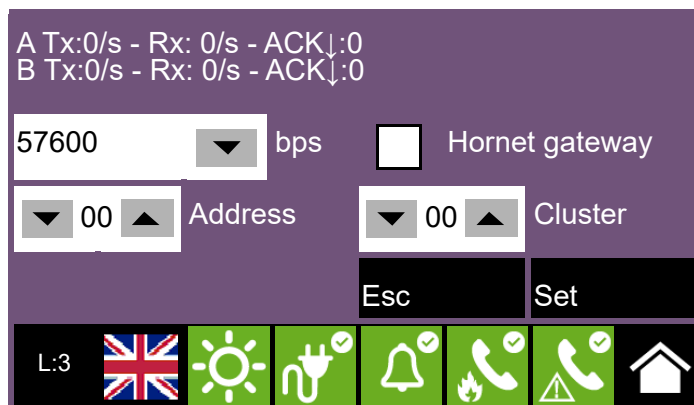 A Tx:0/s - Rx: 0/s - ACK↓:0
B Tx:0/s - Rx: 0/s - ACK↓:0
57600 bps Hornet gateway
00 Address 00 Cluster
Esc Set
L:3